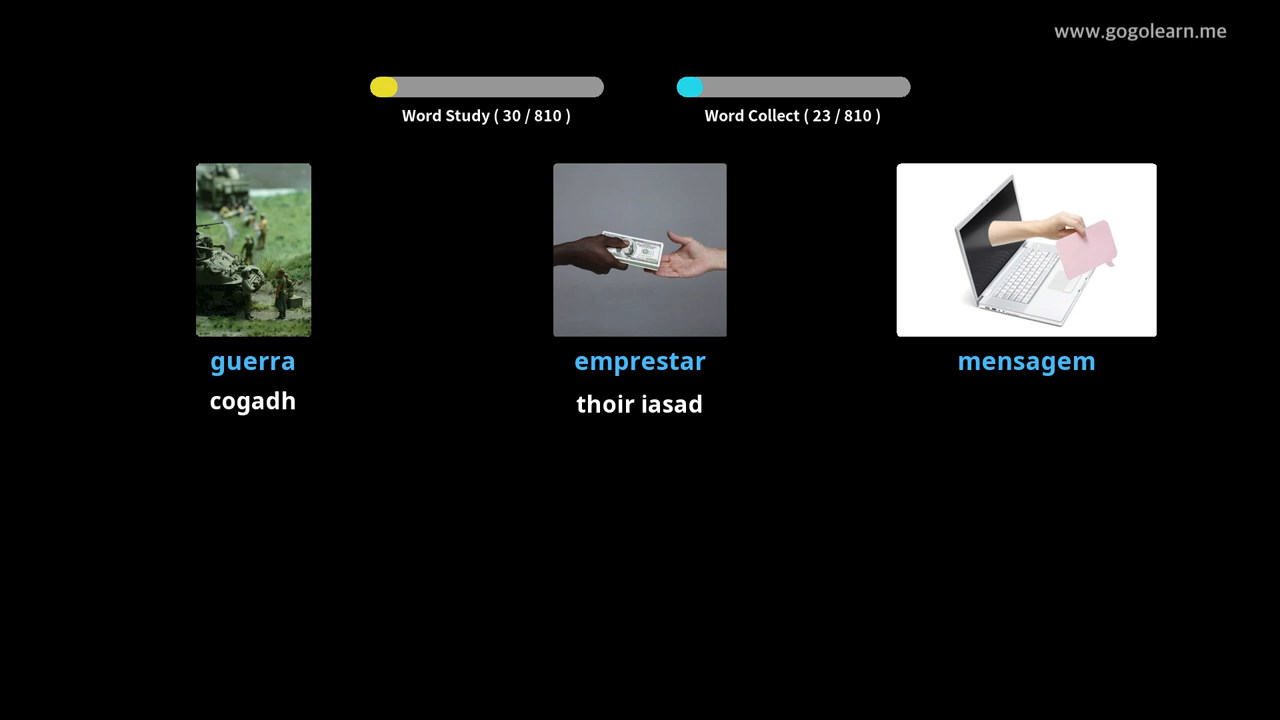 www.gogolearn.me
Word Study ( 30 / 810 )
Word Collect ( 23 / 810 )
guerra
cogadh
emprestar
thoir iasad
mensagem